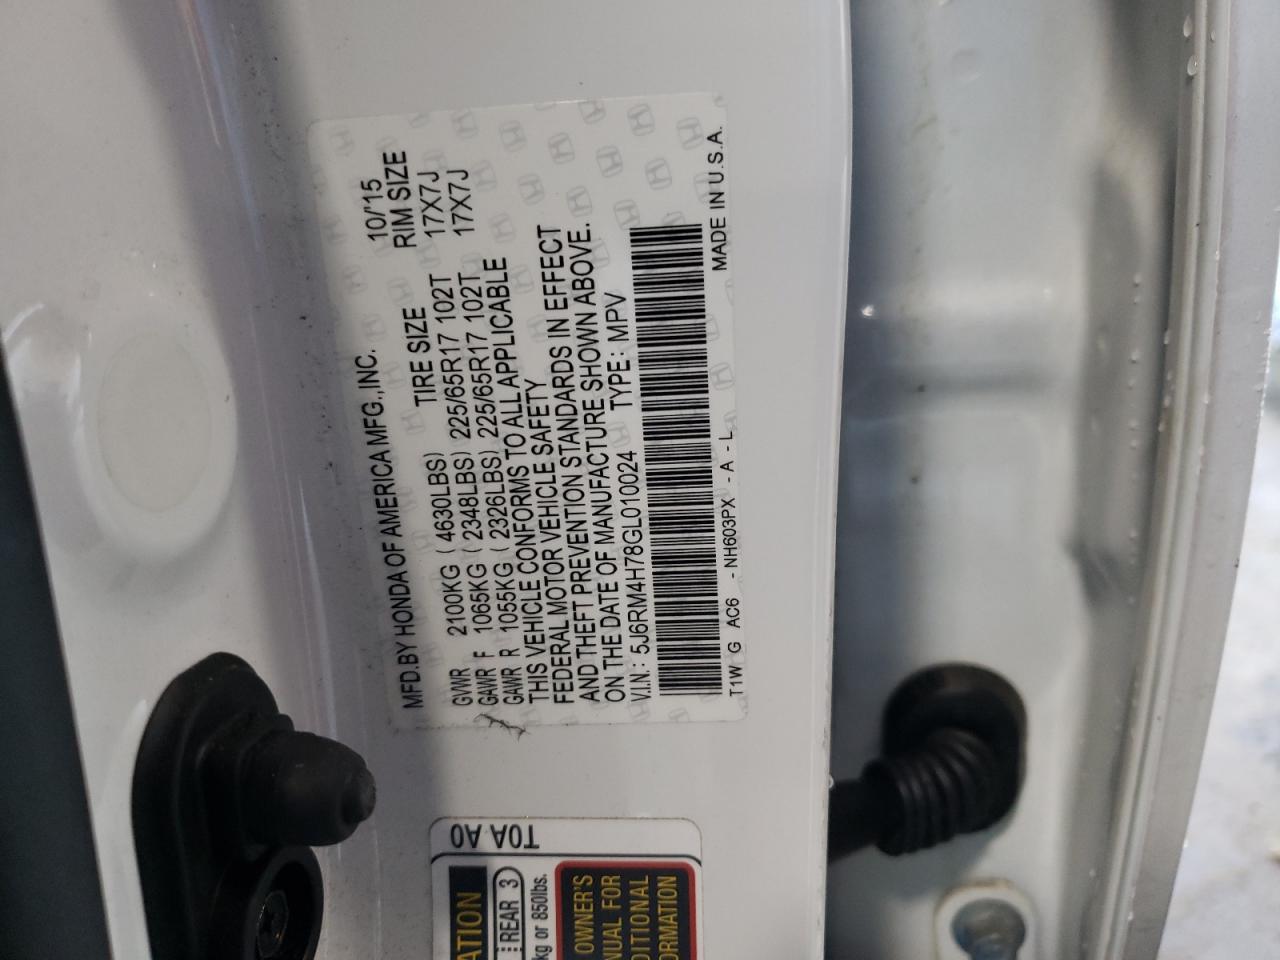 MFD.BY HONDA OF AMERICA MFG.,INC. 10/'15
TIRE SIZE RIM SIZE
GVWR 2100KG ( 4630LBS)
GAWR F 1065KG ( 2348LBS) 225/65R17 102T 17X7J
GAWR R 1055KG ( 2326LBS) 225/65R17 102T 17X7J
THIS VEHICLE CONFORMS TO ALL APPLICABLE
FEDERAL MOTOR VEHICLE SAFETY
AND THEFT PREVENTION STANDARDS IN EFFECT
ON THE DATE OF MANUFACTURE SHOWN ABOVE.
V.I.N.: 5J6RM4H78GL010024 TYPE: MPV
T1W G AC6 - NH603PX - A - L MADE IN U.S.A.
T0A A0
ATION
REAR 3
kg or 850lbs.
OWNER'S
NUAL FOR
DITIONAL
ORMATION